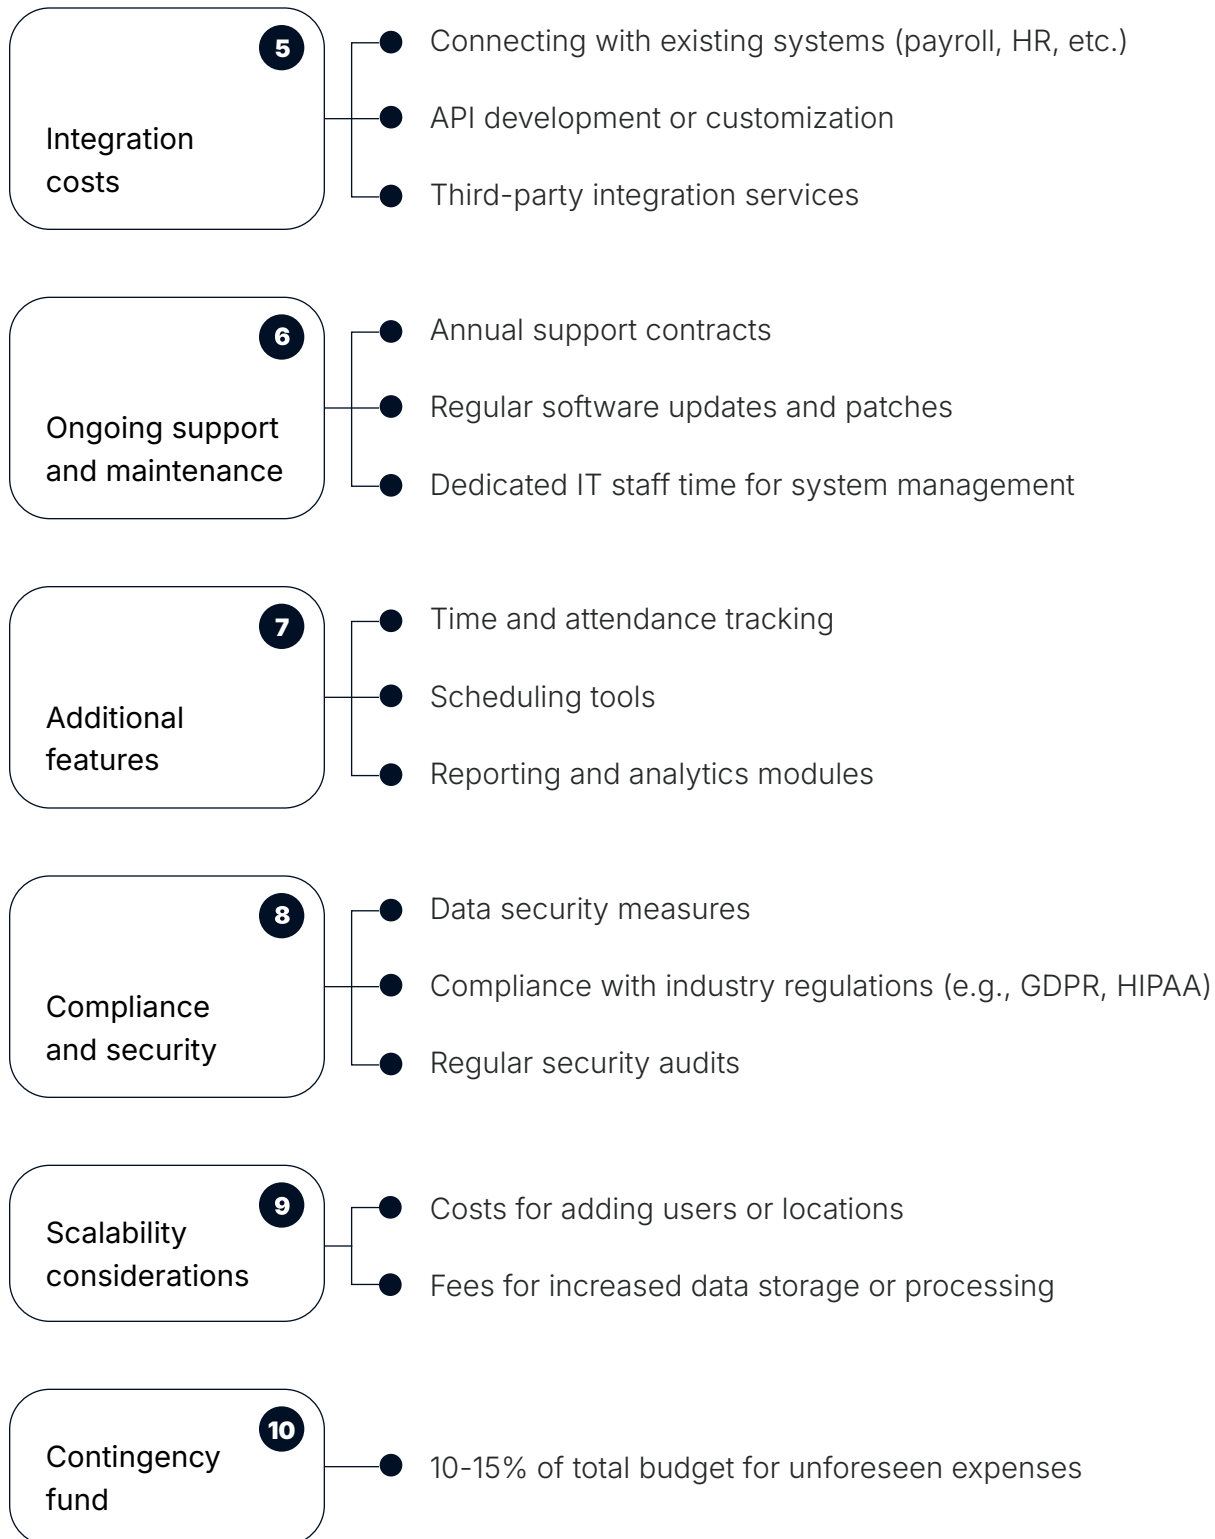 5
Integration
costs
Connecting with existing systems (payroll, HR, etc.)
API development or customization
Third-party integration services
6
Ongoing support
and maintenance
Annual support contracts
Regular software updates and patches
Dedicated IT staff time for system management
7
Additional
features
Time and attendance tracking
Scheduling tools
Reporting and analytics modules
8
Compliance
and security
Data security measures
Compliance with industry regulations (e.g., GDPR, HIPAA)
Regular security audits
9
Scalability
considerations
Costs for adding users or locations
Fees for increased data storage or processing
10
Contingency
fund
10-15% of total budget for unforeseen expenses